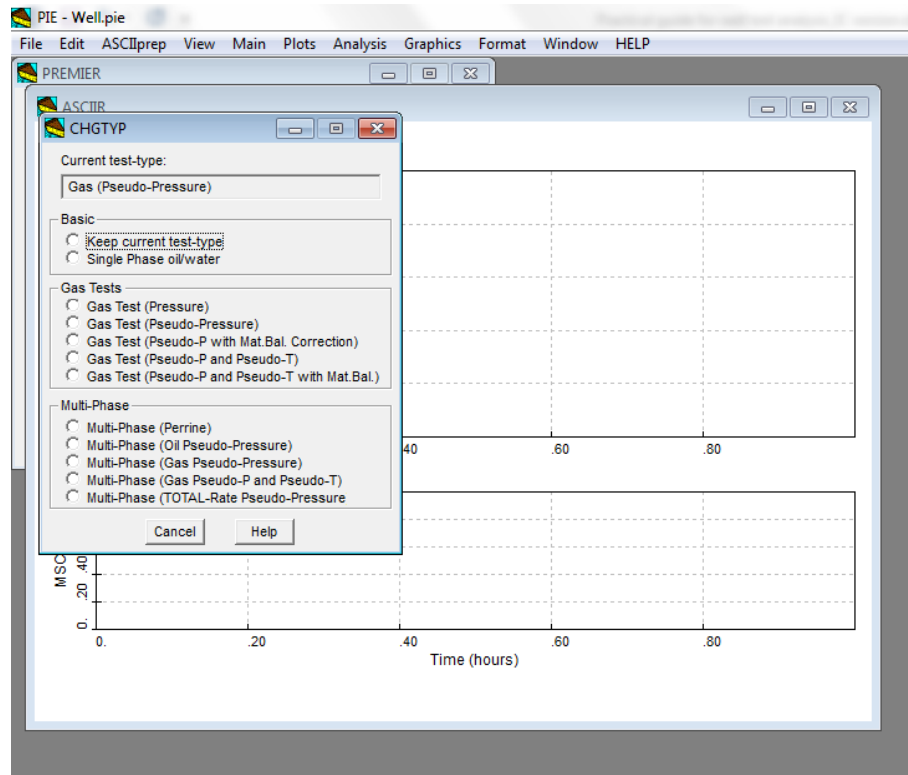 PIE - Well.pie
File Edit ASCIIprep View Main Plots Analysis Graphics Format Window HELP
PREMIER
ASCIIR
CHGTYP
Current test-type:
Gas (Pseudo-Pressure)
Basic
Keep current test-type
Single Phase oil/water
Gas Tests
Gas Test (Pressure)
Gas Test (Pseudo-Pressure)
Gas Test (Pseudo-P with Mat.Bal. Correction)
Gas Test (Pseudo-P and Pseudo-T)
Gas Test (Pseudo-P and Pseudo-T with Mat.Bal.)
Multi-Phase
Multi-Phase (Perrine)
Multi-Phase (Oil Pseudo-Pressure)
Multi-Phase (Gas Pseudo-Pressure)
Multi-Phase (Gas Pseudo-P and Pseudo-T)
Multi-Phase (TOTAL-Rate Pseudo-Pressure
Cancel Help
40 .60 .80
MSC
.40
.20
0.
0. .20 .40 .60 .80
Time (hours)